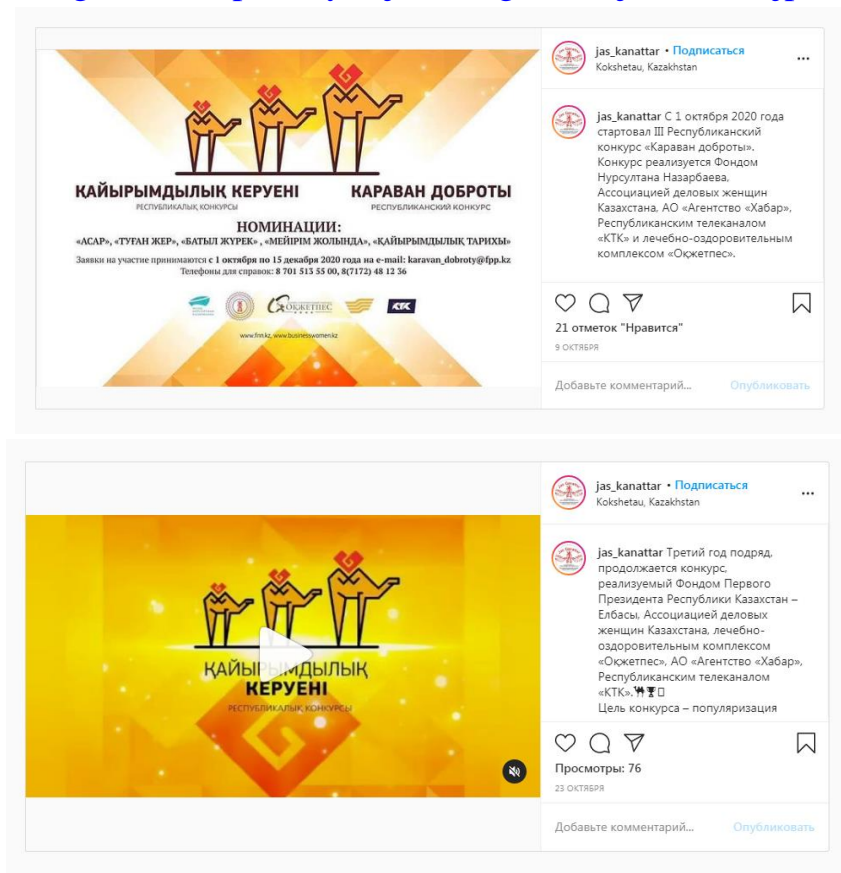 jas_kanattar • Подписаться
Kokshetau, Kazakhstan
ҚАЙЫРЫМДЫЛЫҚ КЕРУЕНІ
РЕСПУБЛИКАЛЫҚ КОНКУРСЫ
КАРАВАН ДОБРОТЫ
РЕСПУБЛИКАНСКИЙ КОНКУРС
НОМИНАЦИИ:
«АСАР», «ТУҒАН ЖЕР», «БАТЫЛ ЖҮРЕК» , «МЕЙІРІМ ЖОЛЫНДА», «ҚАЙЫРЫМДЫЛЫҚ ТАРИХЫ»
Заявки на участие принимаются с 1 октября по 15 декабря 2020 года на e-mail: karavan_dobroty@fpp.kz
Телефоны для справок: 8 701 513 55 00, 8(7172) 48 12 36
ОҚЖЕТПЕС
КТК
www.businesswomen.kz
jas_kanattar С 1 октября 2020 года
стартовал III Республиканский
конкурс «Караван доброты».
Конкурс реализуется Фондом
Нурсултана Назарбаева,
Ассоциацией деловых женщин
Казахстана, АО «Агентство «Хабар»,
Республиканским телеканалом
«КТК» и лечебно-оздоровительным
комплексом «Оқжетпес».
21 отметок "Нравится"
9 ОКТЯБРЯ
Добавьте комментарий... Опубликовать
jas_kanattar • Подписаться
Kokshetau, Kazakhstan
ҚАЙЫРЫМДЫЛЫҚ
КЕРУЕНІ
РЕСПУБЛИКАЛЫҚ КОНКУРСЫ
jas_kanattar Третий год подряд,
продолжается конкурс,
реализуемый Фондом Первого
Президента Республики Казахстан –
Елбасы, Ассоциацией деловых
женщин Казахстана, лечебно-
оздоровительным комплексом
«Оқжетпес», АО «Агентство «Хабар»,
Республиканским телеканалом
«КТК».
Цель конкурса – популяризация
Просмотры: 76
23 ОКТЯБРЯ
Добавьте комментарий... Опубликовать